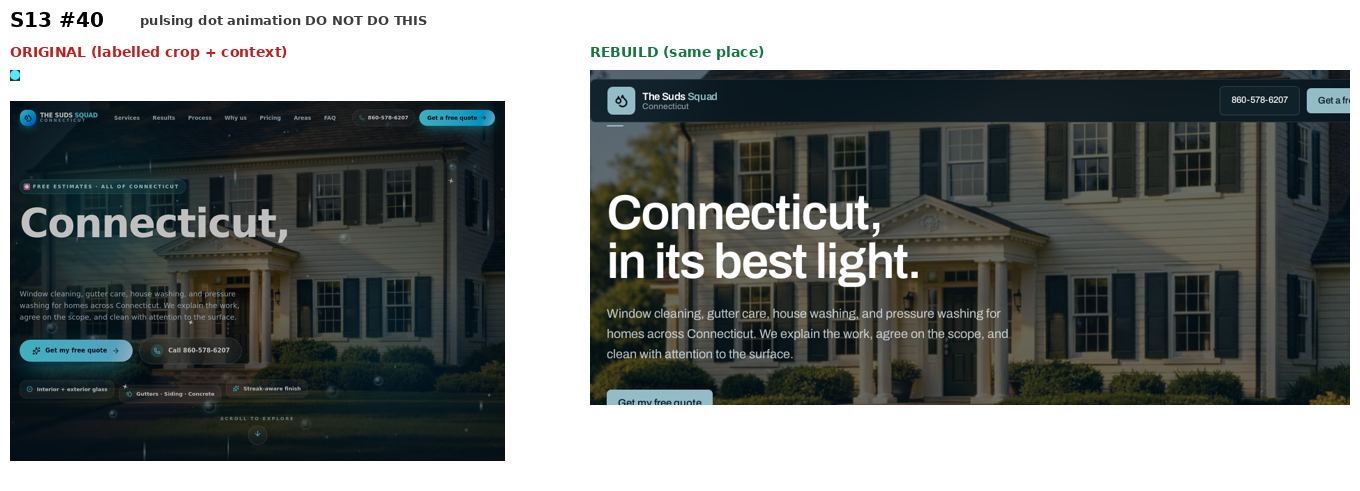 S13 #40 pulsing dot animation DO NOT DO THIS
ORIGINAL (labelled crop + context)
THE SUDS SQUAD
CONNECTICUT
Services Results Process Why us Pricing Areas FAQ
860-578-6207
Get a free quote →
FREE ESTIMATES · ALL OF CONNECTICUT
Connecticut,
Window cleaning, gutter care, house washing, and pressure
washing for homes across Connecticut. We explain the work,
agree on the scope, and clean with attention to the surface.
Get my free quote →
Call 860-578-6207
Interior + exterior glass
Gutters · Siding · Concrete
Streak-aware finish
SCROLL TO EXPLORE
REBUILD (same place)
The Suds Squad
Connecticut
860-578-6207
Get a fre
Connecticut,
in its best light.
Window cleaning, gutter care, house washing, and pressure washing for
homes across Connecticut. We explain the work, agree on the scope, and
clean with attention to the surface.
Get my free quote